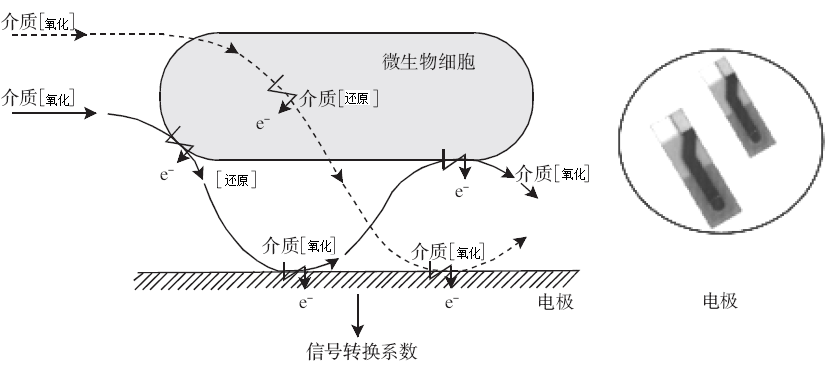 介质[氧化]
微生物细胞
介质[氧化]
介质[还原]
e⁻
e⁻
[还原]
e⁻
介质[氧化]
介质[氧化]
介质[氧化]
e⁻
e⁻
电极
电极
信号转换系数